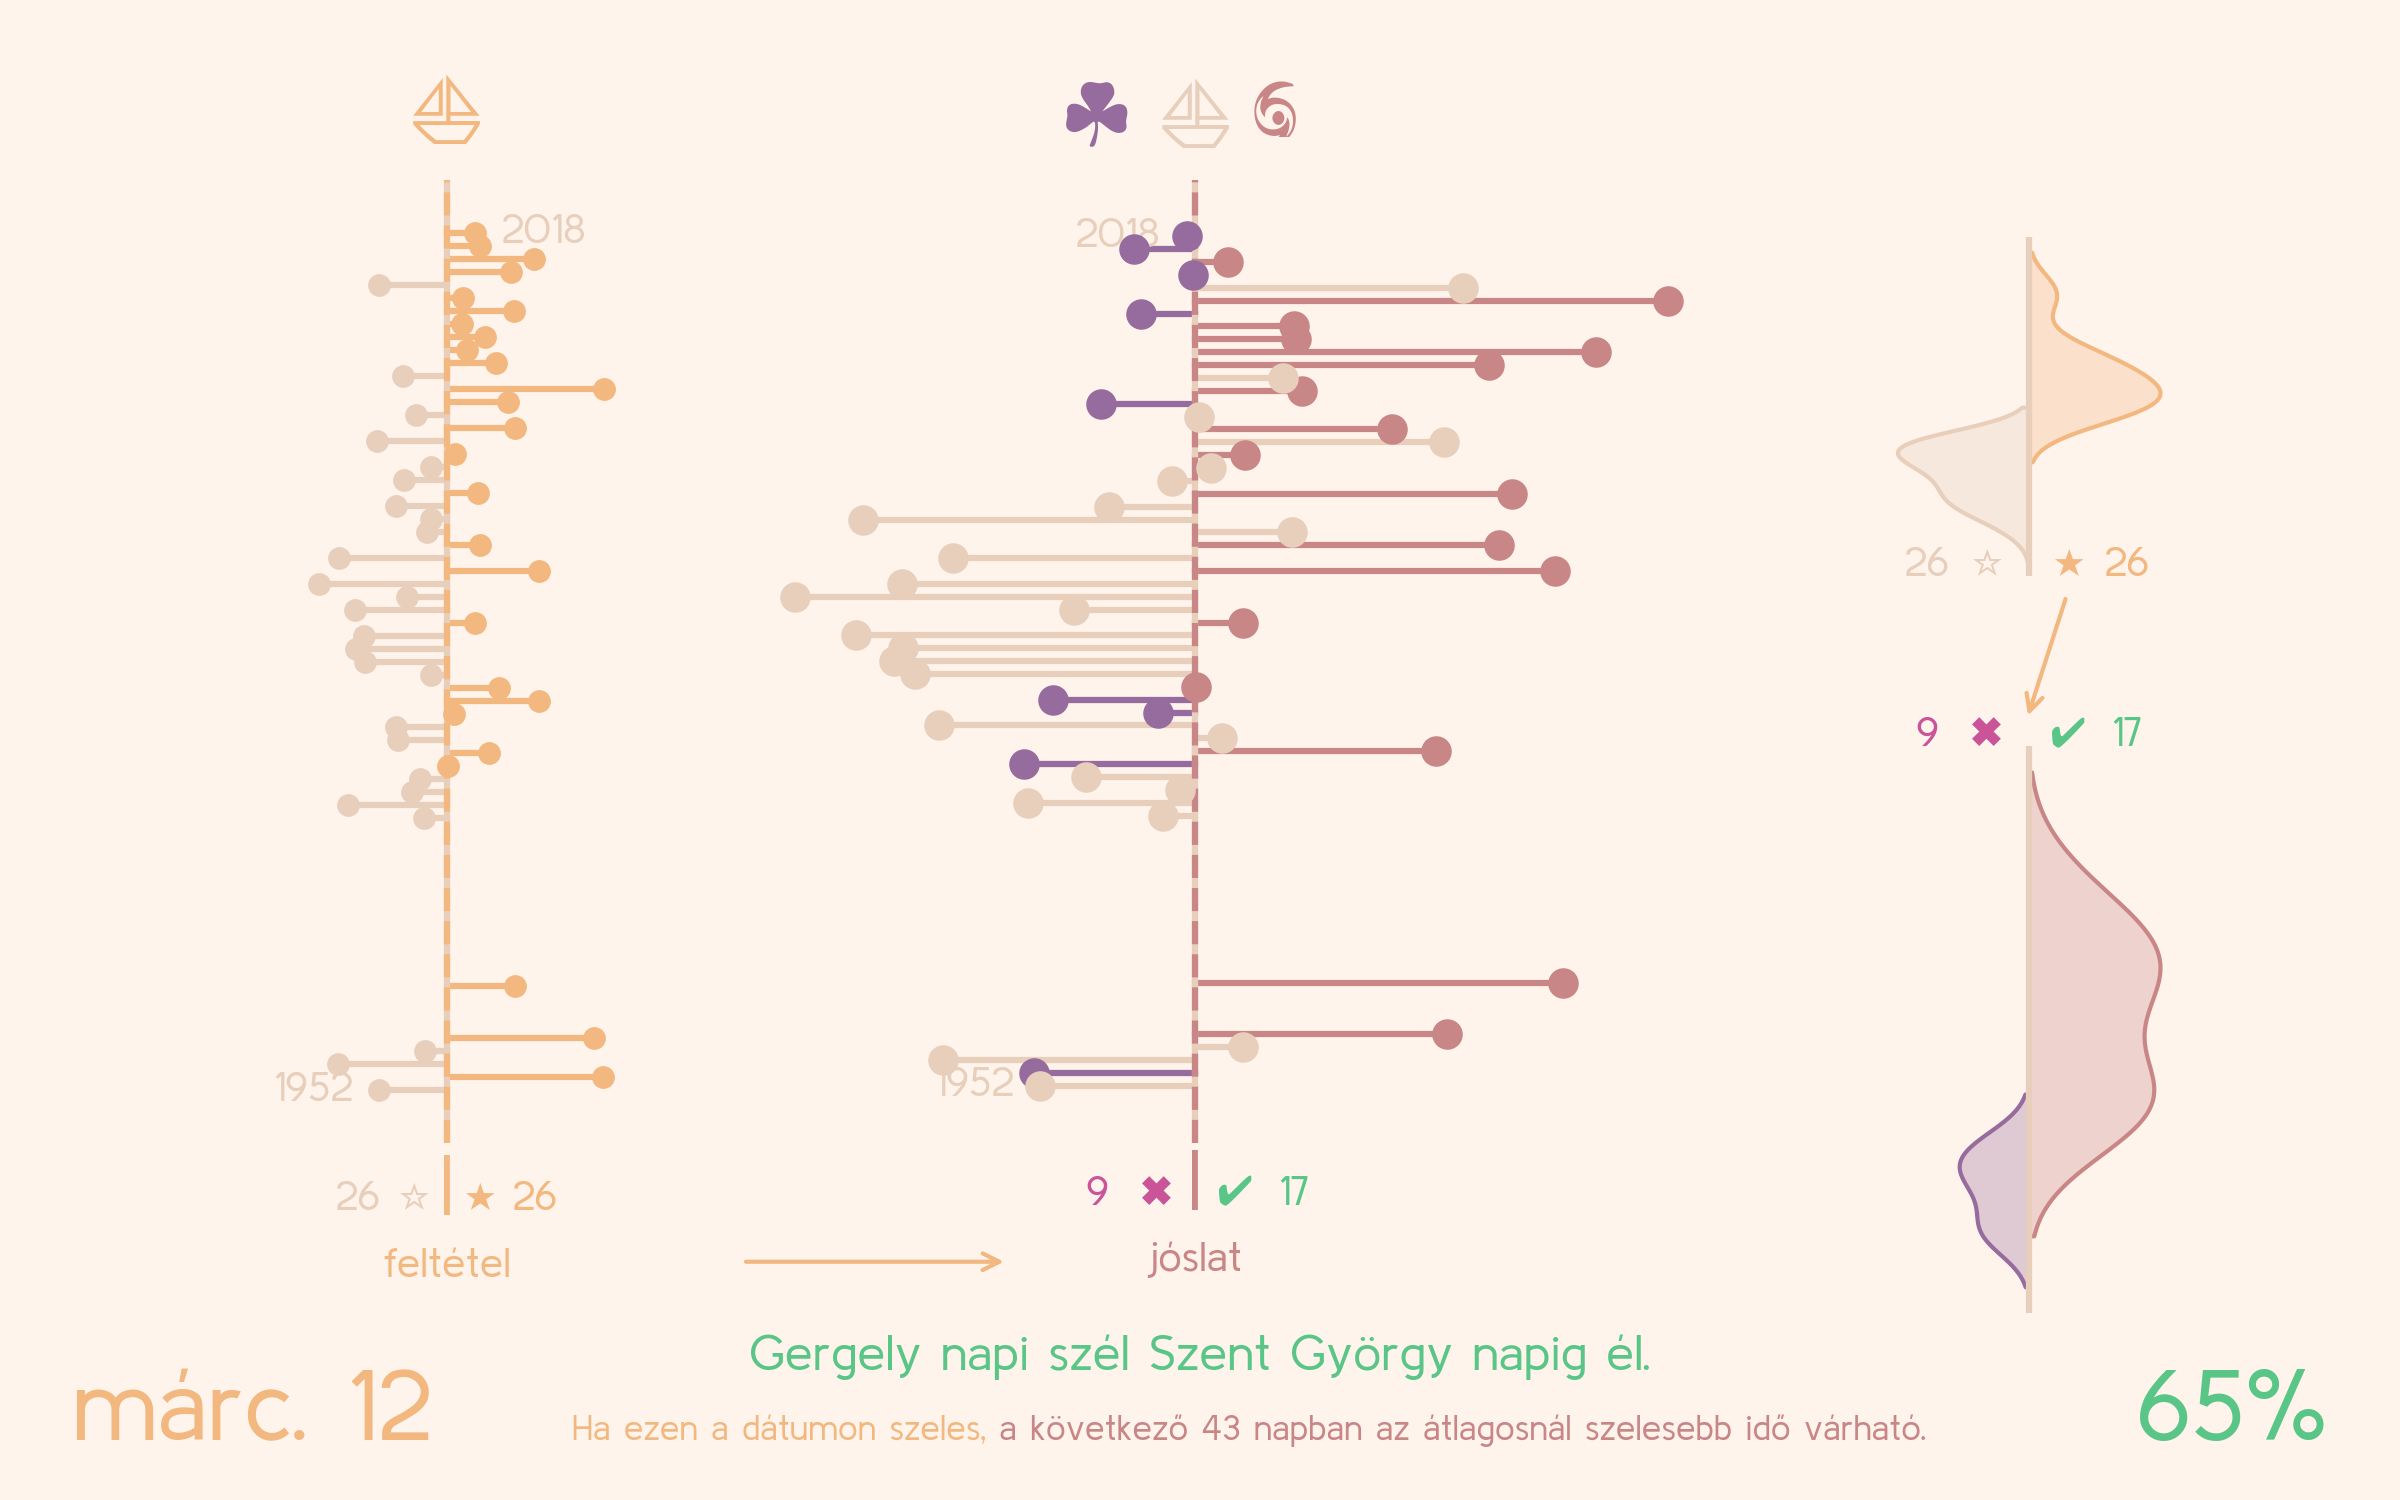 2018
2018
26 ☆ ★ 26
9 ✖ ✔ 17
1952
1952
26 ☆ ★ 26
9 ✖ ✔ 17
feltétel
jóslat
Gergely napi szél Szent György napig él.
márc. 12
Ha ezen a dátumon szeles, a következő 43 napban az átlagosnál szelesebb idő várható.
65%